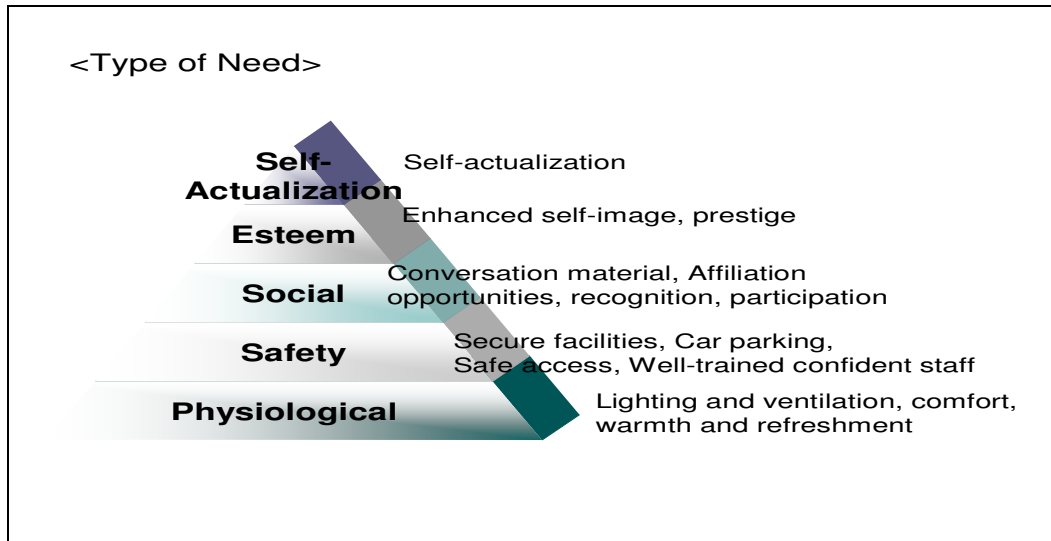 <Type of Need>
Self-
Actualization
Self-actualization
Enhanced self-image, prestige
Esteem
Conversation material, Affiliation
opportunities, recognition, participation
Social
Secure facilities, Car parking,
Safe access, Well-trained confident staff
Safety
Physiological
Lighting and ventilation, comfort,
warmth and refreshment